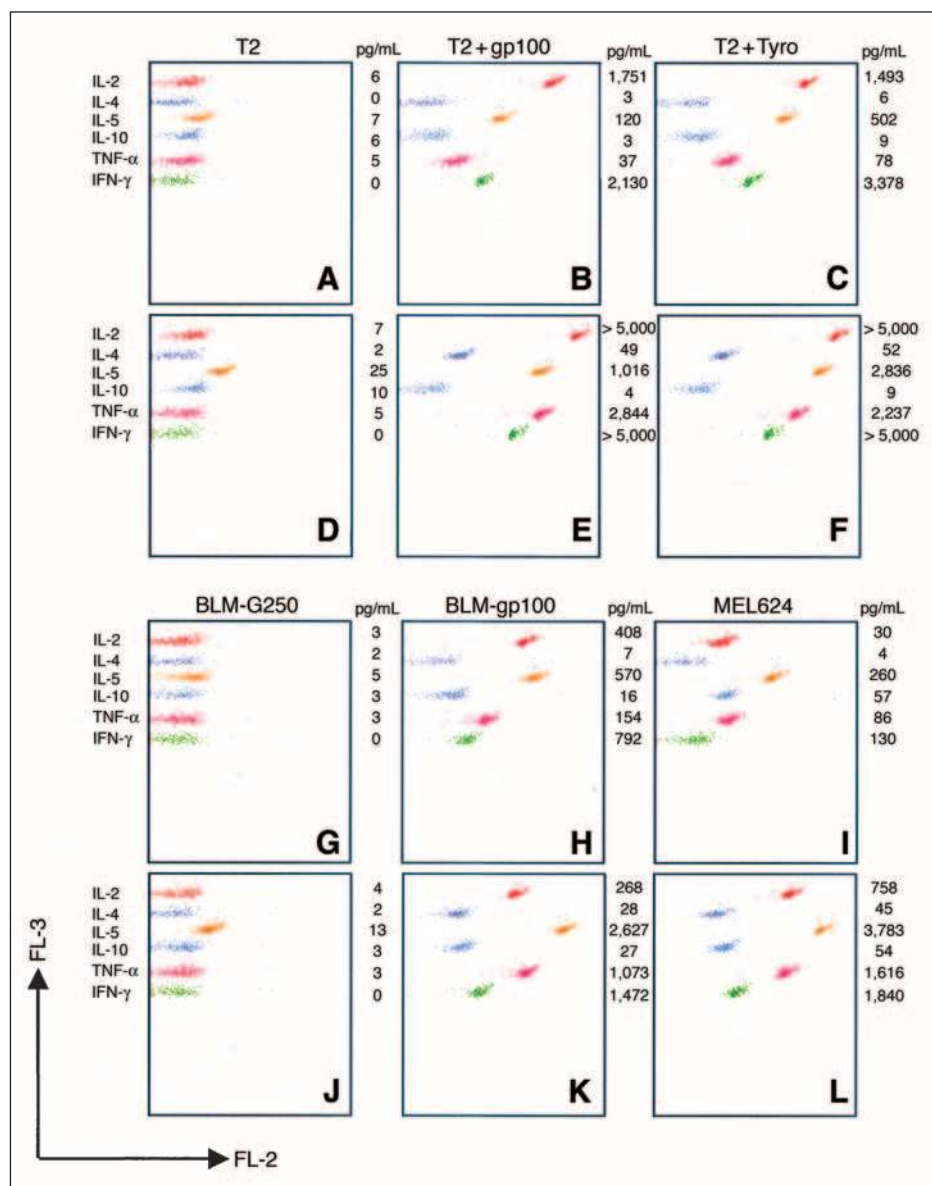 T2 pg/mL T2+gp100 pg/mL T2+Tyro pg/mL
IL-2 6 1,751 1,493
IL-4 0 3 6
IL-5 7 120 502
IL-10 6 3 9
TNF-α 5 37 78
IFN-γ 0 2,130 3,378
A B C
IL-2 7 > 5,000 > 5,000
IL-4 2 49 52
IL-5 25 1,016 2,836
IL-10 10 4 9
TNF-α 5 2,844 2,237
IFN-γ 0 > 5,000 > 5,000
D E F
BLM-G250 pg/mL BLM-gp100 pg/mL MEL624 pg/mL
IL-2 3 408 30
IL-4 2 7 4
IL-5 5 570 260
IL-10 3 16 57
TNF-α 3 154 86
IFN-γ 0 792 130
G H I
IL-2 4 268 758
IL-4 2 28 45
IL-5 13 2,627 3,783
IL-10 3 27 54
TNF-α 3 1,073 1,616
IFN-γ 0 1,472 1,840
J K L
FL-3
FL-2